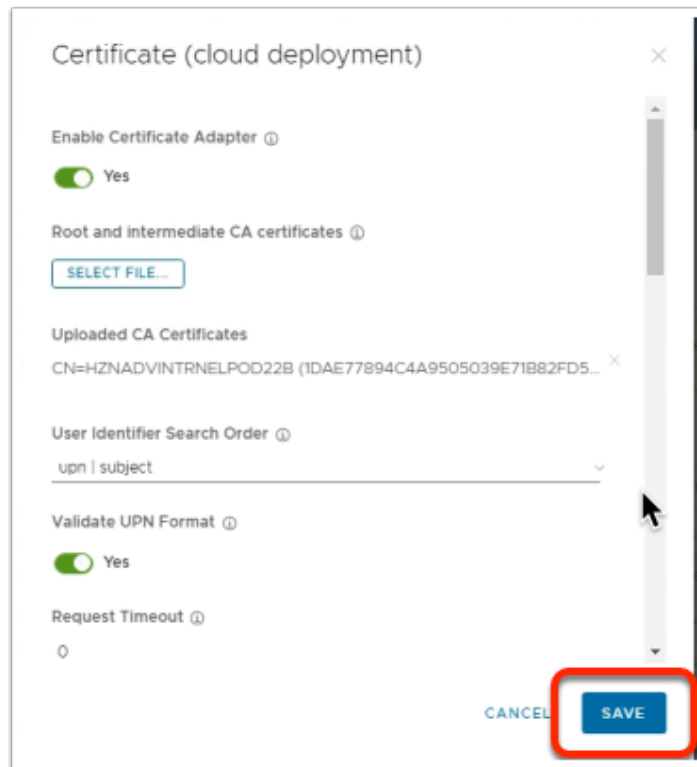 Certificate (cloud deployment)
Enable Certificate Adapter
Yes
Root and intermediate CA certificates
SELECT FILE...
Uploaded CA Certificates
CN=HZNADVINTRNELPOD22B (1DAE77894C4A9505039E71B82FD5...
User Identifier Search Order
upn | subject
Validate UPN Format
Yes
Request Timeout
0
CANCEL SAVE